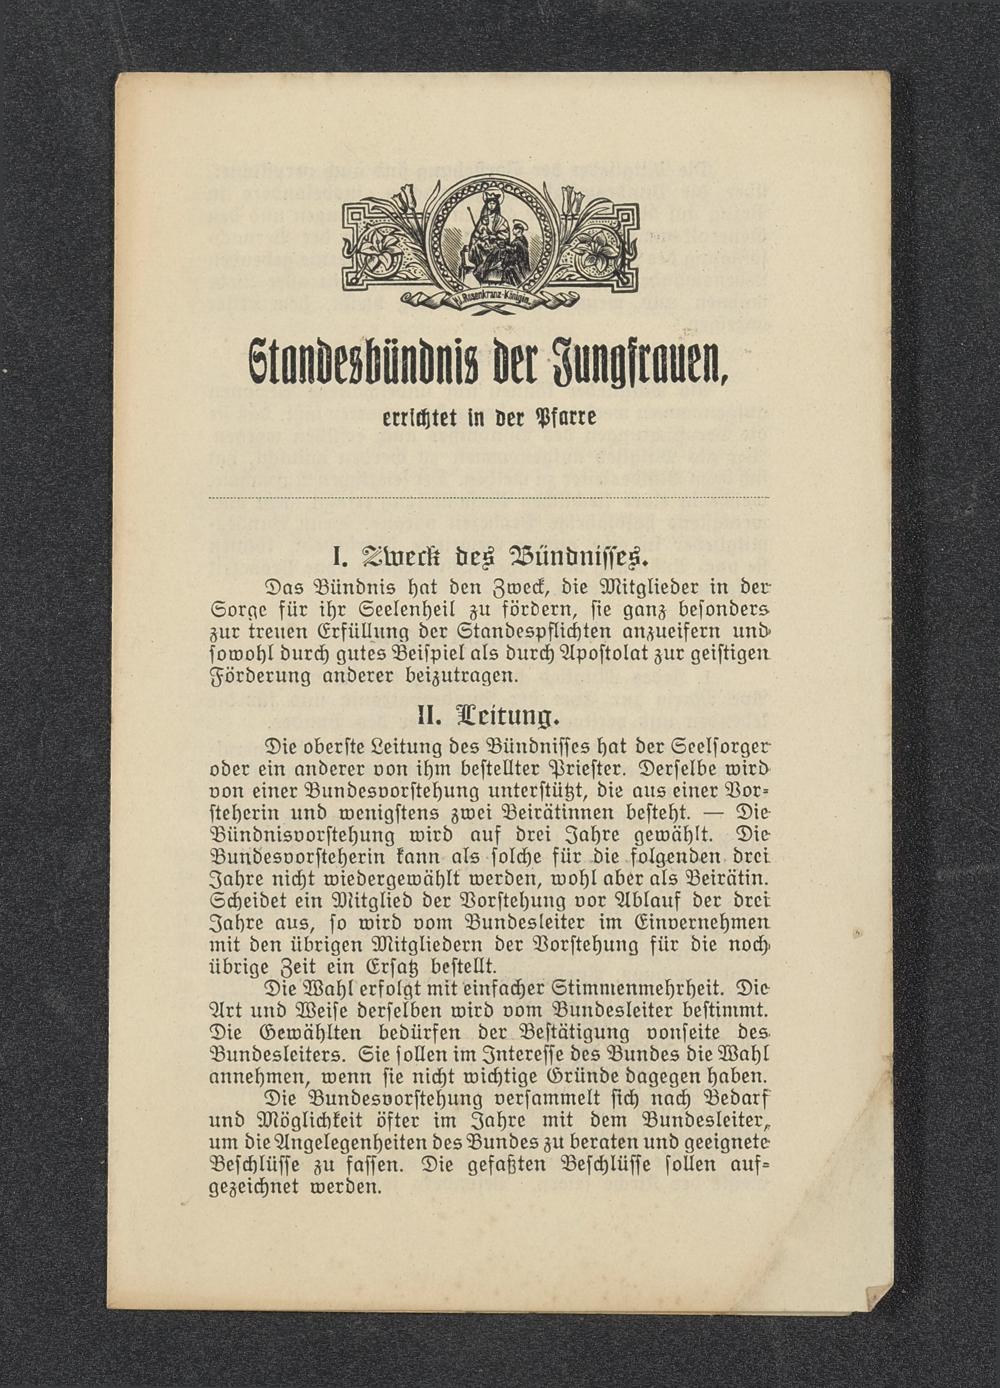 hl. Rosenkranz-Königin.
Standesbündnis der Jungfrauen,
errichtet in der Pfarre
I. Zweck des Bündnisses.
Das Bündnis hat den Zweck, die Mitglieder in der
Sorge für ihr Seelenheil zu fördern, sie ganz besonders
zur treuen Erfüllung der Standespflichten anzueifern und
sowohl durch gutes Beispiel als durch Apostolat zur geistigen
Förderung anderer beizutragen.
II. Leitung.
Die oberste Leitung des Bündnisses hat der Seelsorger
oder ein anderer von ihm bestellter Priester. Derselbe wird
von einer Bundesvorstehung unterstützt, die aus einer Vor-
steherin und wenigstens zwei Beirätinnen besteht. — Die
Bündnisvorstehung wird auf drei Jahre gewählt. Die
Bundesvorsteherin kann als solche für die folgenden drei
Jahre nicht wiedergewählt werden, wohl aber als Beirätin.
Scheidet ein Mitglied der Vorstehung vor Ablauf der drei
Jahre aus, so wird vom Bundesleiter im Einvernehmen
mit den übrigen Mitgliedern der Vorstehung für die noch
übrige Zeit ein Ersatz bestellt.
Die Wahl erfolgt mit einfacher Stimmenmehrheit. Die
Art und Weise derselben wird vom Bundesleiter bestimmt.
Die Gewählten bedürfen der Bestätigung vonseite des
Bundesleiters. Sie sollen im Interesse des Bundes die Wahl
annehmen, wenn sie nicht wichtige Gründe dagegen haben.
Die Bundesvorstehung versammelt sich nach Bedarf
und Möglichkeit öfter im Jahre mit dem Bundesleiter,
um die Angelegenheiten des Bundes zu beraten und geeignete
Beschlüsse zu fassen. Die gefaßten Beschlüsse sollen auf-
gezeichnet werden.